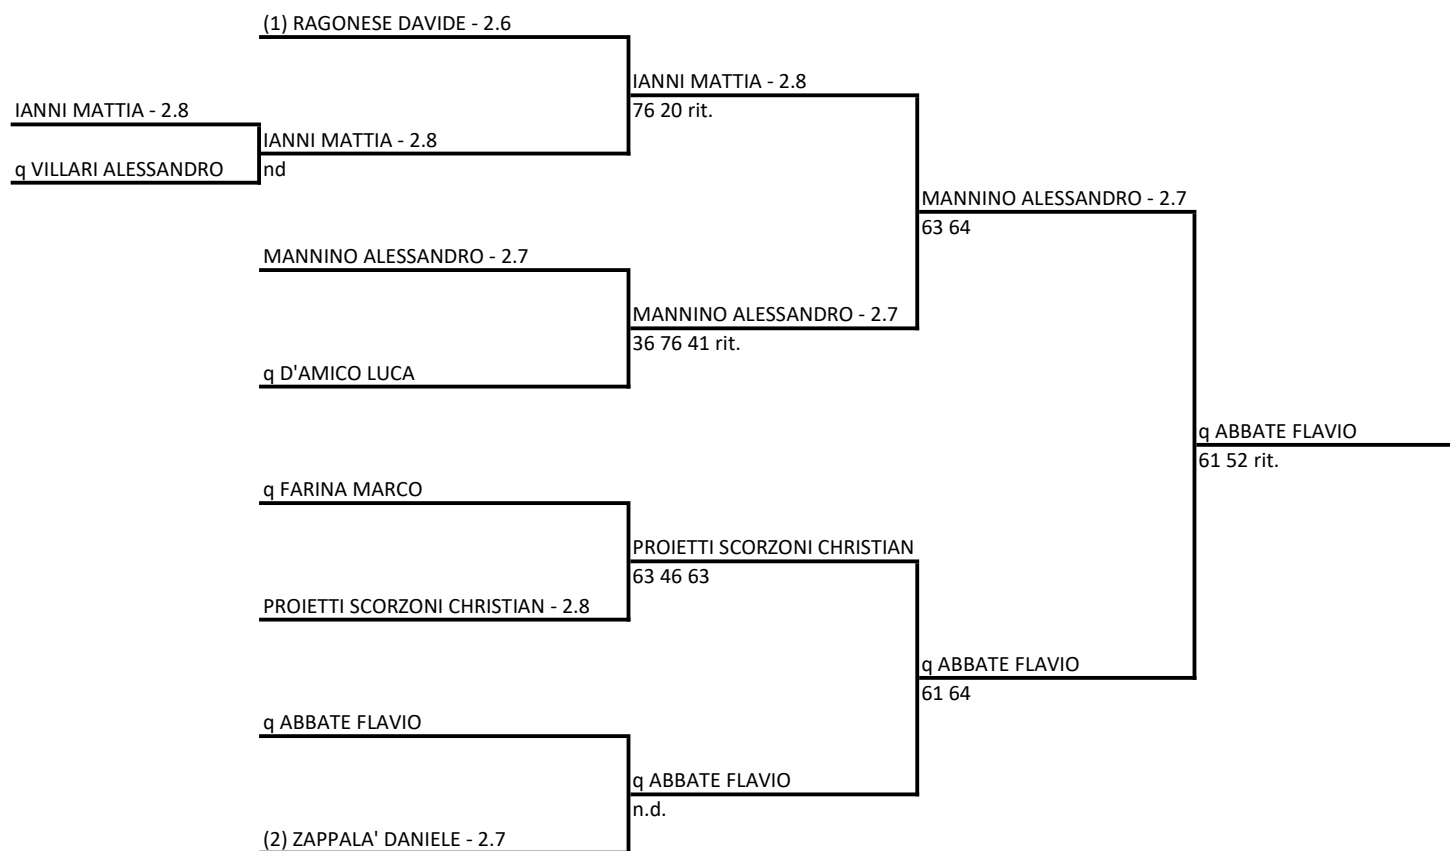 (1) RAGONESE DAVIDE - 2.6
IANNI MATTIA - 2.8
76 20 rit.
IANNI MATTIA - 2.8
IANNI MATTIA - 2.8
q VILLARI ALESSANDRO
nd
MANNINO ALESSANDRO - 2.7
63 64
MANNINO ALESSANDRO - 2.7
MANNINO ALESSANDRO - 2.7
36 76 41 rit.
q D'AMICO LUCA
q ABBATE FLAVIO
61 52 rit.
q FARINA MARCO
PROIETTI SCORZONI CHRISTIAN
63 46 63
PROIETTI SCORZONI CHRISTIAN - 2.8
q ABBATE FLAVIO
61 64
q ABBATE FLAVIO
q ABBATE FLAVIO
n.d.
(2) ZAPPALA' DANIELE - 2.7